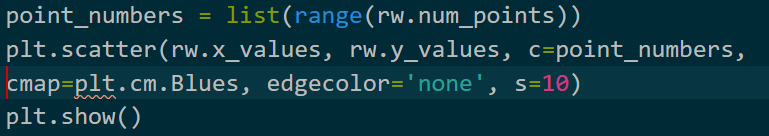 point_numbers = list(range(rw.num_points))
plt.scatter(rw.x_values, rw.y_values, c=point_numbers,
cmap=plt.cm.Blues, edgecolor='none', s=10)
plt.show()